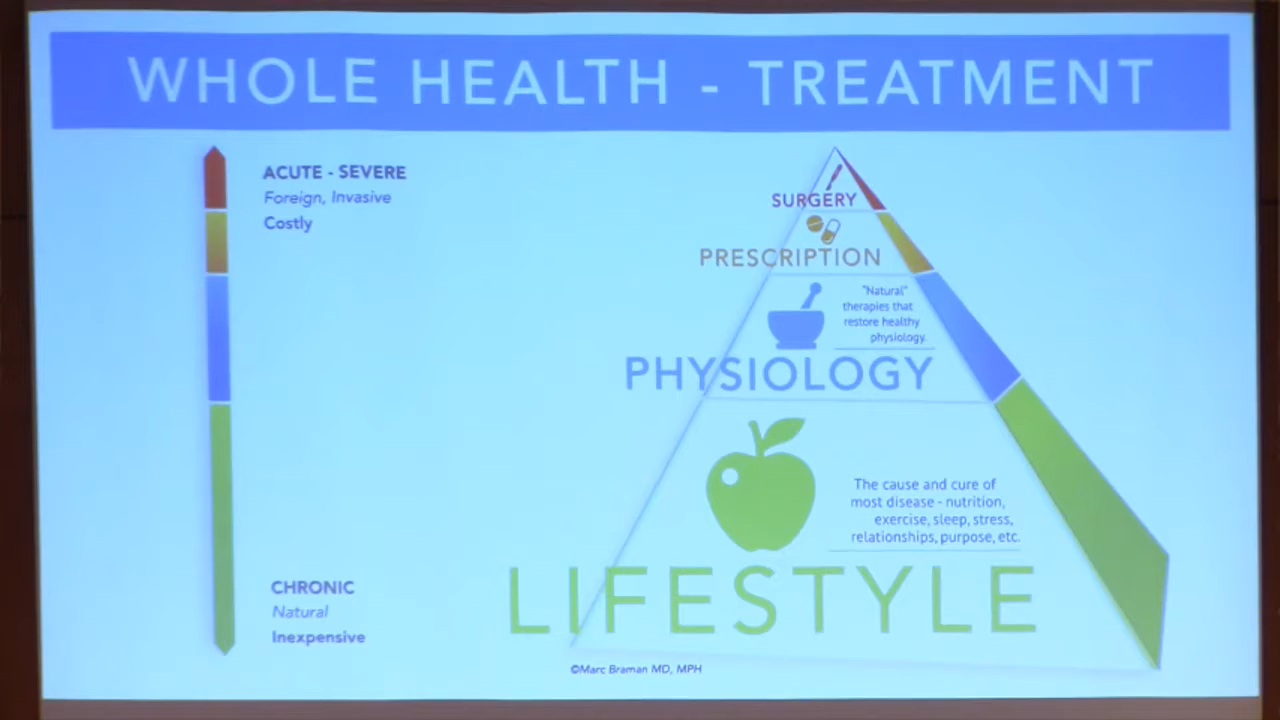 WHOLE HEALTH - TREATMENT
ACUTE - SEVERE
Foreign, Invasive
Costly
CHRONIC
Natural
Inexpensive
SURGERY
PRESCRIPTION
"Natural"
therapies that
restore healthy
physiology.
PHYSIOLOGY
The cause and cure of
most disease - nutrition,
exercise, sleep, stress,
relationships, purpose, etc.
LIFESTYLE
©Marc Braman MD, MPH